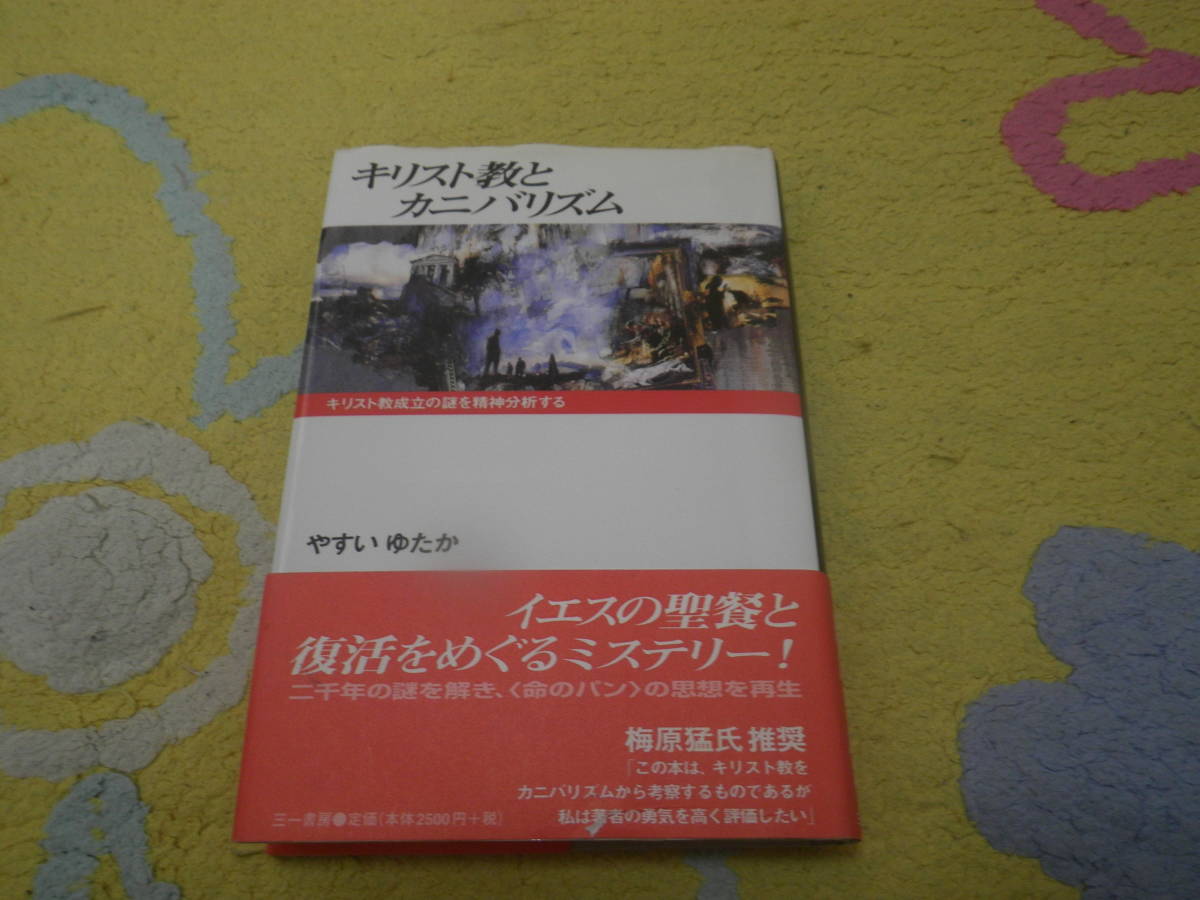 キリスト教と
カニバリズム
キリスト教成立の謎を精神分析する
やすい ゆたか
イエスの聖餐と
復活をめぐるミステリー!
二千年の謎を解き、〈命のパン〉の思想を再生
梅原猛氏 推奨
「この本は、キリスト教を
カニバリズムから考察するものであるが
私は著者の勇気を高く評価したい」
三一書房●定価(本体2500円+税)